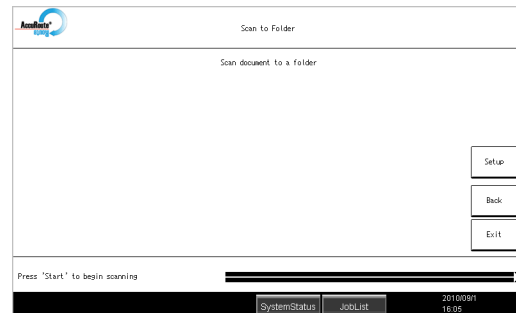 AccuRoute®
Scan to Folder
Scan document to a folder
Setup
Back
Exit
Press 'Start' to begin scanning
SystemStatus
JobList
2010/09/1
16:05